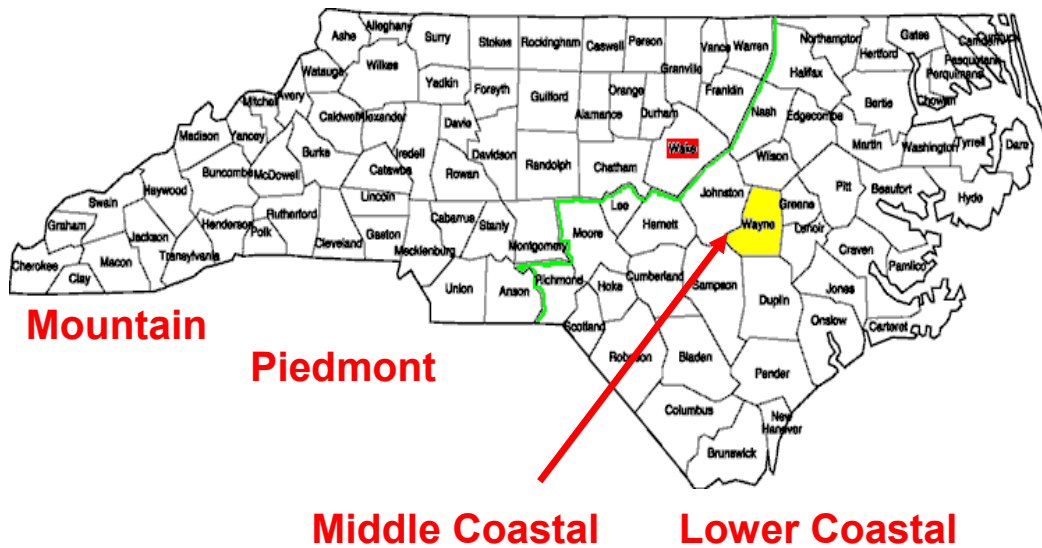 Ashe
Alleghany
Surry
Stokes
Rockingham
Caswell
Person
Vance
Warren
Northampton
Gates
Camden
Currituck
Hertford
Pasquotank
Perquimans
Chowan
Granville
Halifax
Watauga
Wilkes
Yadkin
Forsyth
Guilford
Orange
Durham
Franklin
Nash
Edgecombe
Bertie
Martin
Washington
Tyrrell
Dare
Mitchell
Avery
Caldwell
Alexander
Davie
Alamance
Madison
Yancey
Burke
Iredell
Davidson
Randolph
Chatham
Wake
Wilson
Catawba
Rowan
Johnston
Pitt
Beaufort
Hyde
Haywood
Buncombe
McDowell
Lincoln
Swain
Graham
Jackson
Henderson
Polk
Rutherford
Cleveland
Gaston
Mecklenburg
Cabarrus
Stanly
Montgomery
Moore
Lee
Harnett
Wayne
Greene
Lenoir
Craven
Pamlico
Cherokee
Clay
Macon
Transylvania
Union
Anson
Richmond
Hoke
Cumberland
Sampson
Duplin
Jones
Onslow
Carteret
Scotland
Robeson
Bladen
Pender
Columbus
New
Hanover
Brunswick
Mountain
Piedmont
Middle Coastal
Lower Coastal